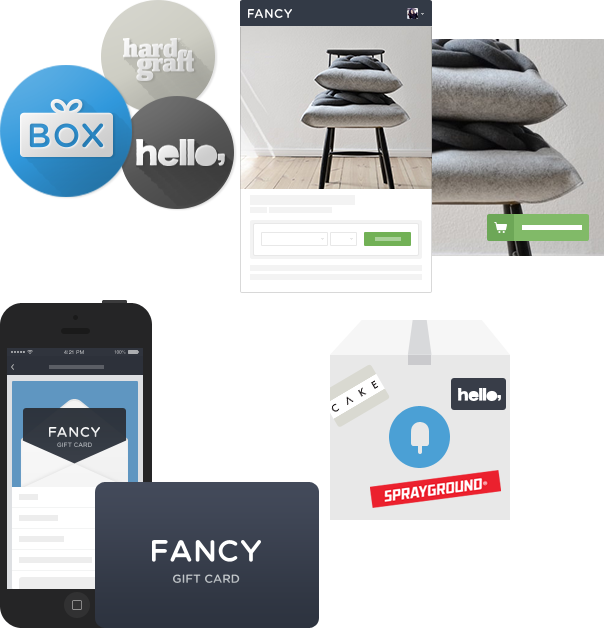 hard
graft
BOX
hello,
FANCY
4:21 PM
100%
FANCY
GIFT CARD
FANCY
GIFT CARD
CAKE
hello,
SPRAYGROUND®